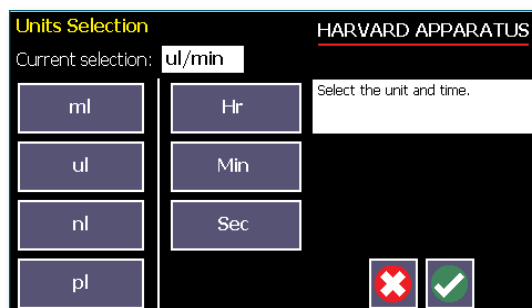 Units Selection
HARVARD APPARATUS
Current selection: ul/min
Select the unit and time.
ml
Hr
ul
Min
nl
Sec
pl